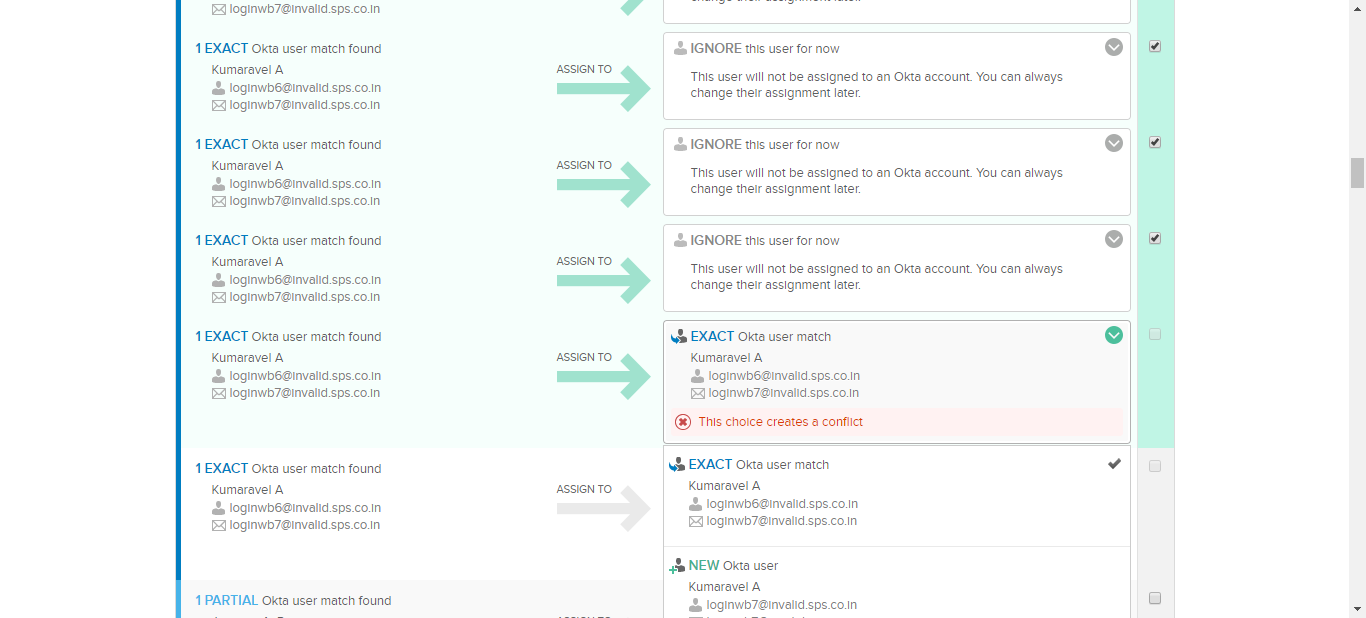 loginwb7@invalid.sps.co.in
change their assignment later.
1 EXACT Okta user match found
Kumaravel A
loginwb6@invalid.sps.co.in
loginwb7@invalid.sps.co.in
ASSIGN TO
IGNORE this user for now
This user will not be assigned to an Okta account. You can always
change their assignment later.
1 EXACT Okta user match found
Kumaravel A
loginwb6@invalid.sps.co.in
loginwb7@invalid.sps.co.in
ASSIGN TO
IGNORE this user for now
This user will not be assigned to an Okta account. You can always
change their assignment later.
1 EXACT Okta user match found
Kumaravel A
loginwb6@invalid.sps.co.in
loginwb7@invalid.sps.co.in
ASSIGN TO
IGNORE this user for now
This user will not be assigned to an Okta account. You can always
change their assignment later.
1 EXACT Okta user match found
Kumaravel A
loginwb6@invalid.sps.co.in
loginwb7@invalid.sps.co.in
ASSIGN TO
EXACT Okta user match
Kumaravel A
loginwb6@invalid.sps.co.in
loginwb7@invalid.sps.co.in
This choice creates a conflict
1 EXACT Okta user match found
Kumaravel A
loginwb6@invalid.sps.co.in
loginwb7@invalid.sps.co.in
ASSIGN TO
EXACT Okta user match
Kumaravel A
loginwb6@invalid.sps.co.in
loginwb7@invalid.sps.co.in
NEW Okta user
Kumaravel A
loginwb7@invalid.sps.co.in
1 PARTIAL Okta user match found